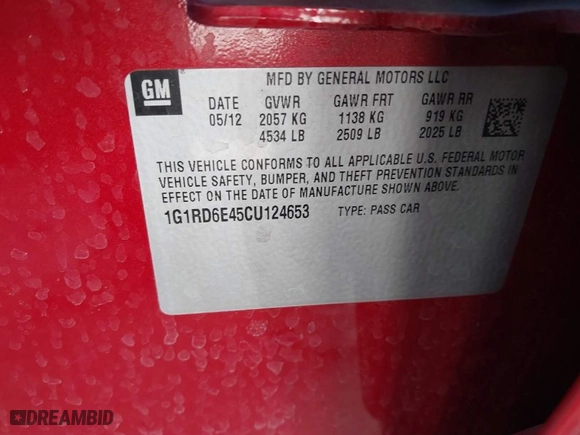 GM
MFD BY GENERAL MOTORS LLC
DATE GVWR GAWR FRT GAWR RR
05/12 2057 KG 1138 KG 919 KG
4534 LB 2509 LB 2025 LB
THIS VEHICLE CONFORMS TO ALL APPLICABLE U.S. FEDERAL MOTOR
VEHICLE SAFETY, BUMPER, AND THEFT PREVENTION STANDARDS IN
EFFECT ON THE DATE OF MANUFACTURE SHOWN ABOVE.
1G1RD6E45CU124653 TYPE: PASS CAR
DREAMBID